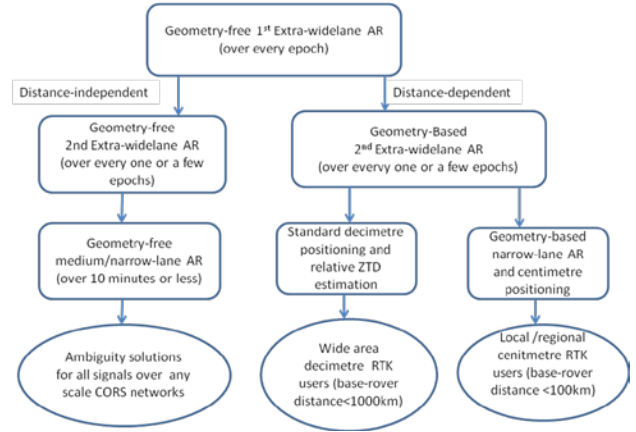 Geometry-free 1st Extra-widelane AR
(over every epoch)
Distance-independent
Distance-dependent
Geometry-free
2nd Extra-widelane AR
(over every one or a few
epochs)
Geometry-Based
2nd Extra-widelane AR
(over evervy one or a few epochs)
Geometry-free
medium/narrow-lane AR
(over 10 minutes or less)
Standard decimetre
positioning and
relative ZTD
estimation
Geometry-based
narrow-lane AR
and centimetre
positioning
Ambiguity solutions
for all signals over any
scale CORS networks
Wide area
decimetre RTK
users (base-rover
distance<1000km)
Local /regional
cenitmetre RTK
users (base-rover
distance <100km)